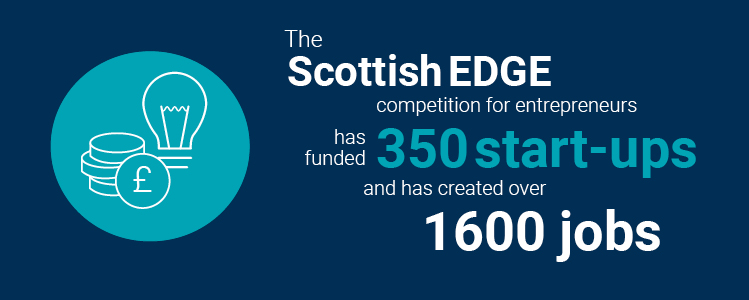 The
Scottish EDGE
competition for entrepreneurs
has
funded
350 start-ups
and has created over
1600 jobs
£